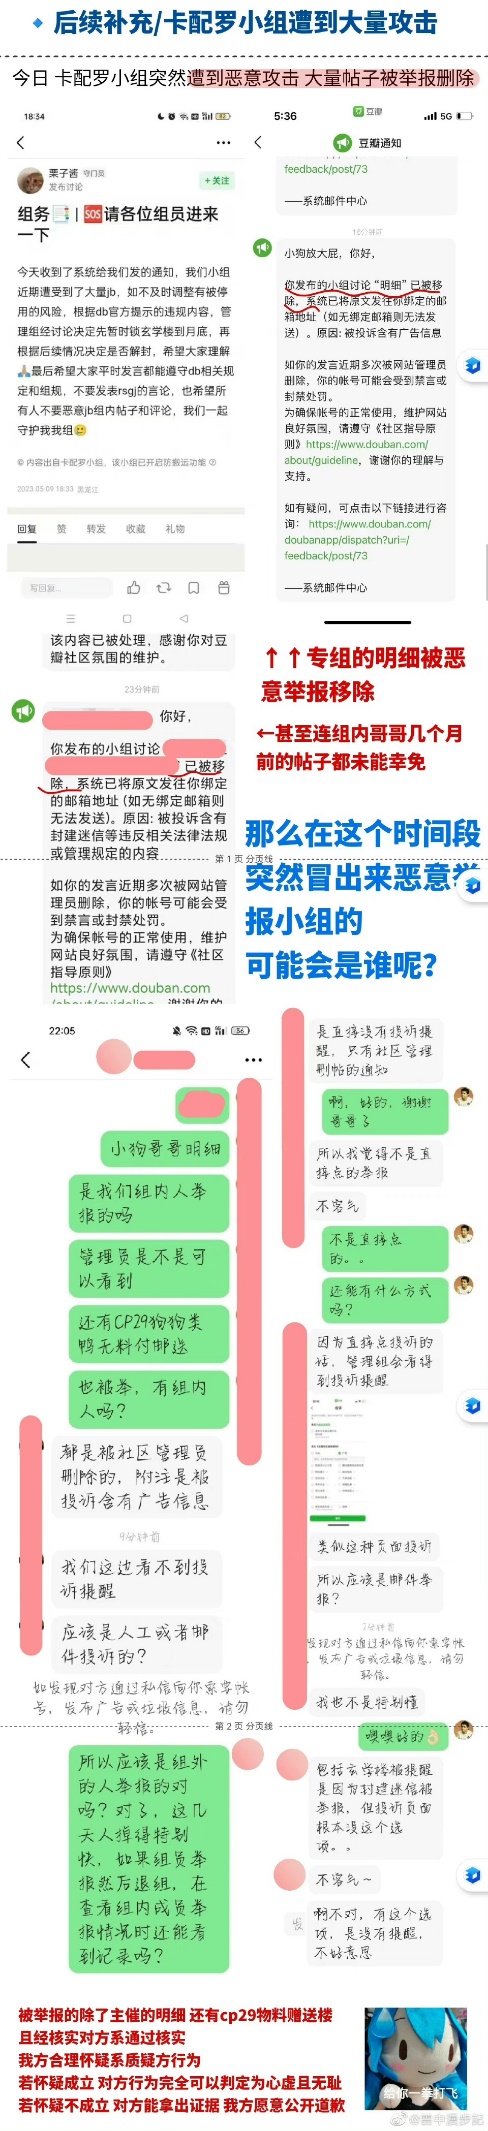 后续补充/卡配罗小组遭到大量攻击
今日 卡配罗小组突然遭到恶意攻击 大量帖子被举报删除
18:34
栗子酱 守门员
发布讨论
+关注
组务📑 | 🆘请各位组员进来
一下
今天收到了系统给我们发的通知，我们小组
近期遭受到了大量jb，如不及时调整有被停
用的风险，根据db官方提示的违规内容，管
理组经讨论决定先暂时锁玄学楼到月底，再
根据后续情况决定是否解封，希望大家理解
🙏最后希望大家平时发言都能遵守db相关规
定和组规，不要发表rsgj的言论，也希望所
有人不要恶意jb组内帖子和评论，我们一起
守护我我组🥲
© 内容出自卡配罗小组，该小组已开启防搬运功能
2023-05-09 18:33 黑龙江
回复 赞 转发 收藏 礼物
写回复...
5:36
豆瓣
5G
豆瓣通知
feedback/post/73
——系统邮件中心
18分钟前
小狗放大屁，你好，
你发布的小组讨论“明细”已被移
除，系统已将原文发往你绑定的邮
箱地址（如无绑定邮箱则无法发
送）。原因: 被投诉含有广告信息
如你的发言近期多次被网站管理员
删除，你的帐号可能会受到禁言或
封禁处罚。
为确保帐号的正常使用，维护网站
良好氛围，请遵守《社区指导原
则》https://www.douban.com/
about/guideline，谢谢你的理解与
支持。
如有疑问，可点击以下链接进行咨
询： https://www.douban.com/
doubanapp/dispatch?uri=/
feedback/post/73
——系统邮件中心
该内容已被处理，感谢你对豆
瓣社区氛围的维护。
23分钟前
你好，
你发布的小组讨论
已被移
除，系统已将原文发往你绑定
的邮箱地址（如无绑定邮箱则
无法发送）。原因: 被投诉含有
封建迷信等违反相关法律法规
或管理规定的内容
如你的发言近期多次被网站管
理员删除，你的帐号可能会受
到禁言或封禁处罚。
为确保帐号的正常使用，维护
网站良好氛围，请遵守《社区
指导原则》
https://www.douban.com
/about/guideline，谢谢你的
↑↑专组的明细被恶
意举报移除
←甚至连组内哥哥几个月
前的帖子都未能幸免
那么在这个时间段
突然冒出来恶意举
报小组的
可能会是谁呢？
第 1 页 分页线
22:05
56
小狗哥哥明细
是我们组内人举
报的吗
管理员是不是可
以看到
还有CP29狗狗类
鸭无料付邮送
也被举，有组内
人吗？
都是被社区管理员
删除的，附注是被
投诉含有广告信息
9分钟前
我们这边看不到投
诉提醒
应该是人工或者邮
件投诉的？
如发现对方通过私信向你索要帐
号，发布广告或垃圾信息，请勿
轻信。
第 2 页 分页线
所以应该是组外
的人举报的对
吗？对了，这几
天人掉得特别
快，如果组员举
报然后退组，在
查看组内成员举
报情况时还能看
到记录吗？
是直接没有投诉提
醒，只有社区管理
删帖的通知
啊，好的，谢谢
哥哥了
所以我觉得不是直
接点的举报
不客气
不是直接点
的。。
还能有什么方式
吗？
因为直接点投诉的
话，管理组会看得
到投诉提醒
类似这种页面投诉
所以应该是邮件举
报？
2分钟前
发现对方通过私信向你索要帐
，发布广告或垃圾信息，请勿
轻信。
我也不是特别懂
噢噢好的👌
包括玄学楼被提醒
是因为封建迷信被
举报，但投诉页面
根本没这个选
项。。
不客气～
啊不对，有这个选
项，是没有提醒，
不好意思
被举报的除了主催的明细 还有cp29物料赠送楼
且经核实对方系通过核实
我方合理怀疑系质疑方行为
若怀疑成立 对方行为完全可以判定为心虚且无耻
若怀疑不成立 对方能拿出证据 我方愿意公开道歉
给你一拳打飞